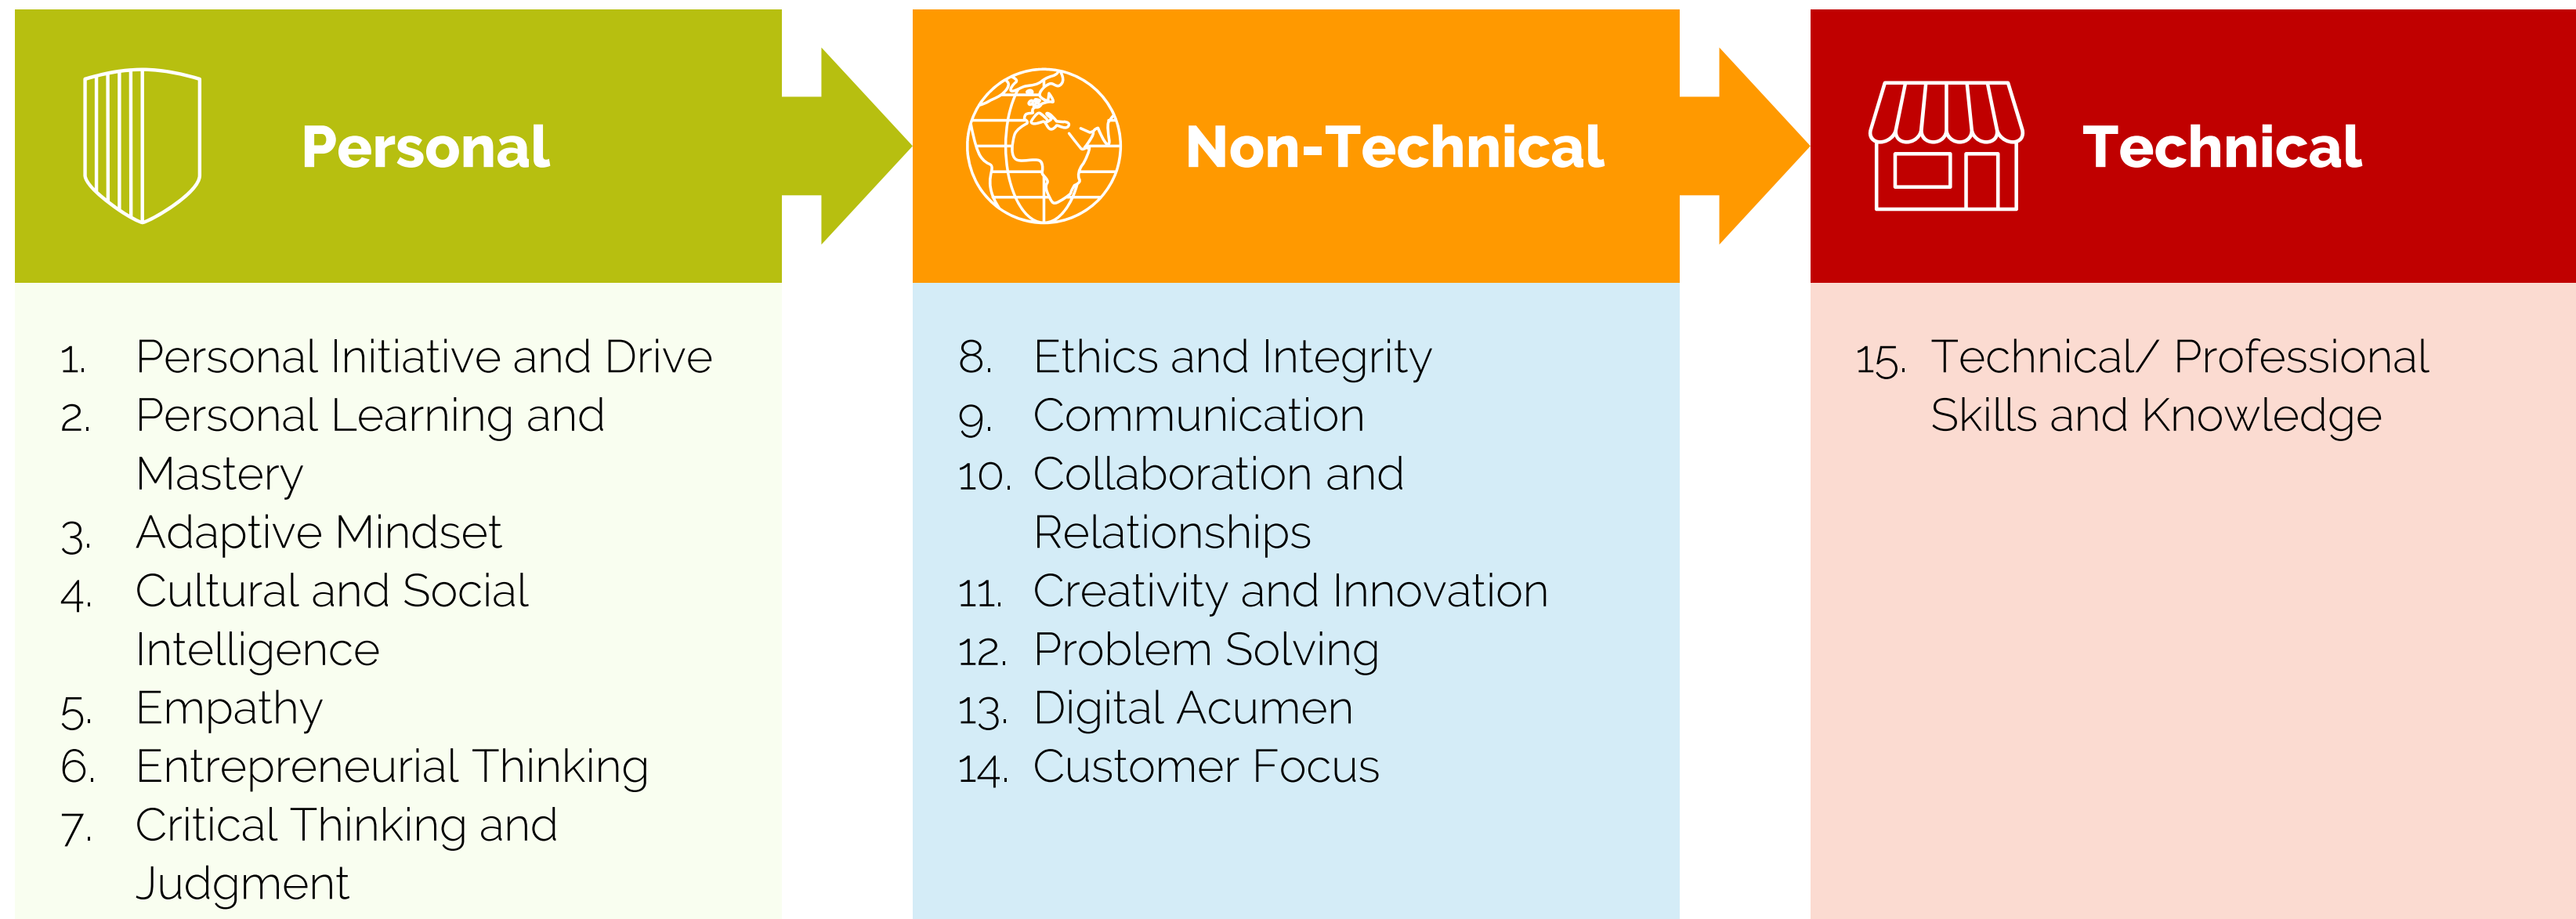 Personal
1. Personal Initiative and Drive
2. Personal Learning and
Mastery
3. Adaptive Mindset
4. Cultural and Social
Intelligence
5. Empathy
6. Entrepreneurial Thinking
7. Critical Thinking and
Judgment
Non-Technical
8. Ethics and Integrity
9. Communication
10. Collaboration and
Relationships
11. Creativity and Innovation
12. Problem Solving
13. Digital Acumen
14. Customer Focus
Technical
15. Technical/ Professional
Skills and Knowledge